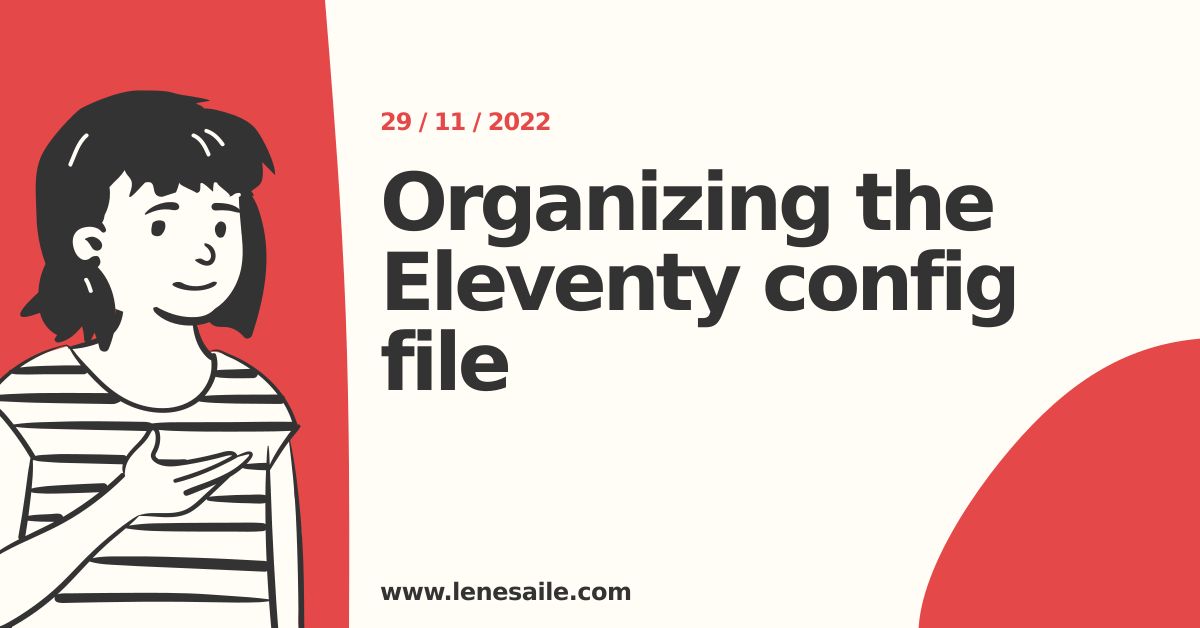 29 / 11 / 2022
Organizing the
Eleventy config
file
www.lenesaile.com